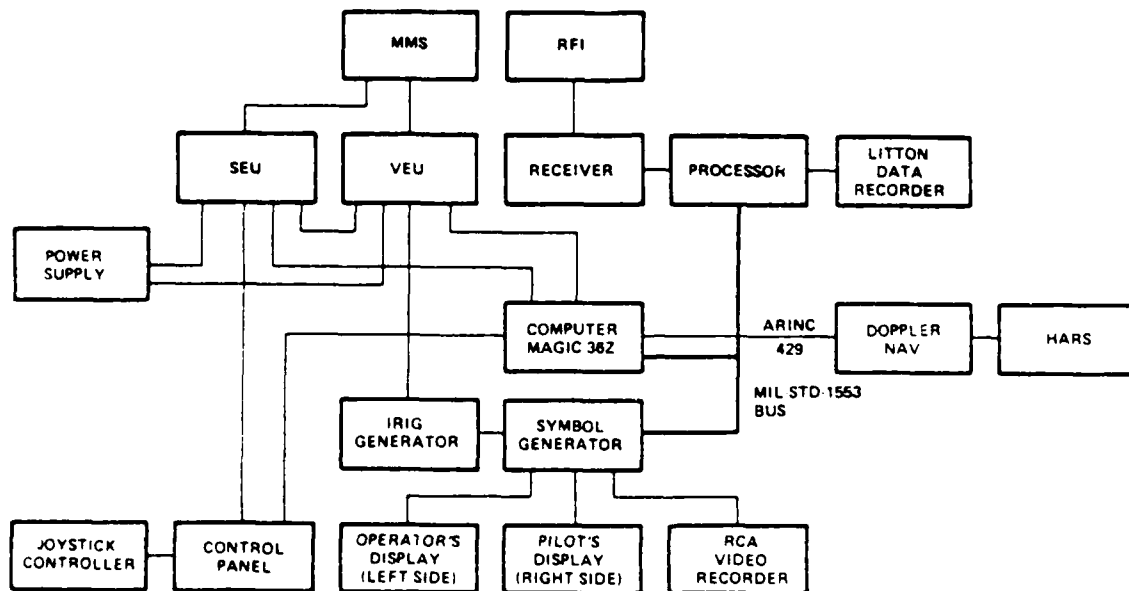 MMS
RFI
SEU
VEU
RECEIVER
PROCESSOR
LITTON
DATA
RECORDER
POWER
SUPPLY
COMPUTER
MAGIC 362
ARINC
429
DOPPLER
NAV
HARS
MIL STD-1553
BUS
IRIG
GENERATOR
SYMBOL
GENERATOR
JOYSTICK
CONTROLLER
CONTROL
PANEL
OPERATOR'S
DISPLAY
(LEFT SIDE)
PILOT'S
DISPLAY
(RIGHT SIDE)
RCA
VIDEO
RECORDER